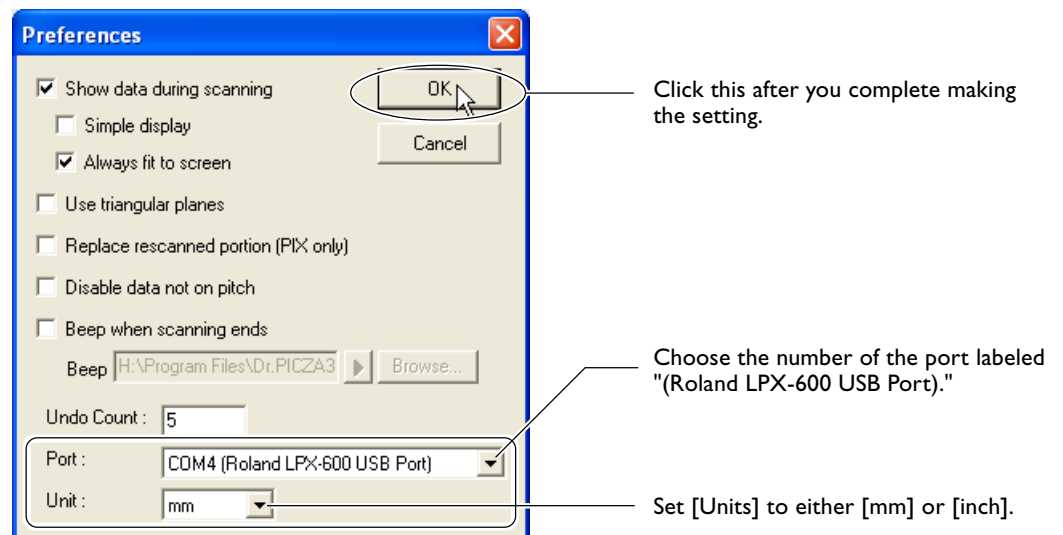 Preferences
Show data during scanning
OK
Click this after you complete making
the setting.
Simple display
Cancel
Always fit to screen
Use triangular planes
Replace rescanned portion (PIX only)
Disable data not on pitch
Beep when scanning ends
Beep H:\Program Files\Dr.PICZA3 Browse...
Choose the number of the port labeled
"(Roland LPX-600 USB Port)."
Undo Count : 5
Port : COM4 (Roland LPX-600 USB Port)
Unit : mm
Set [Units] to either [mm] or [inch].